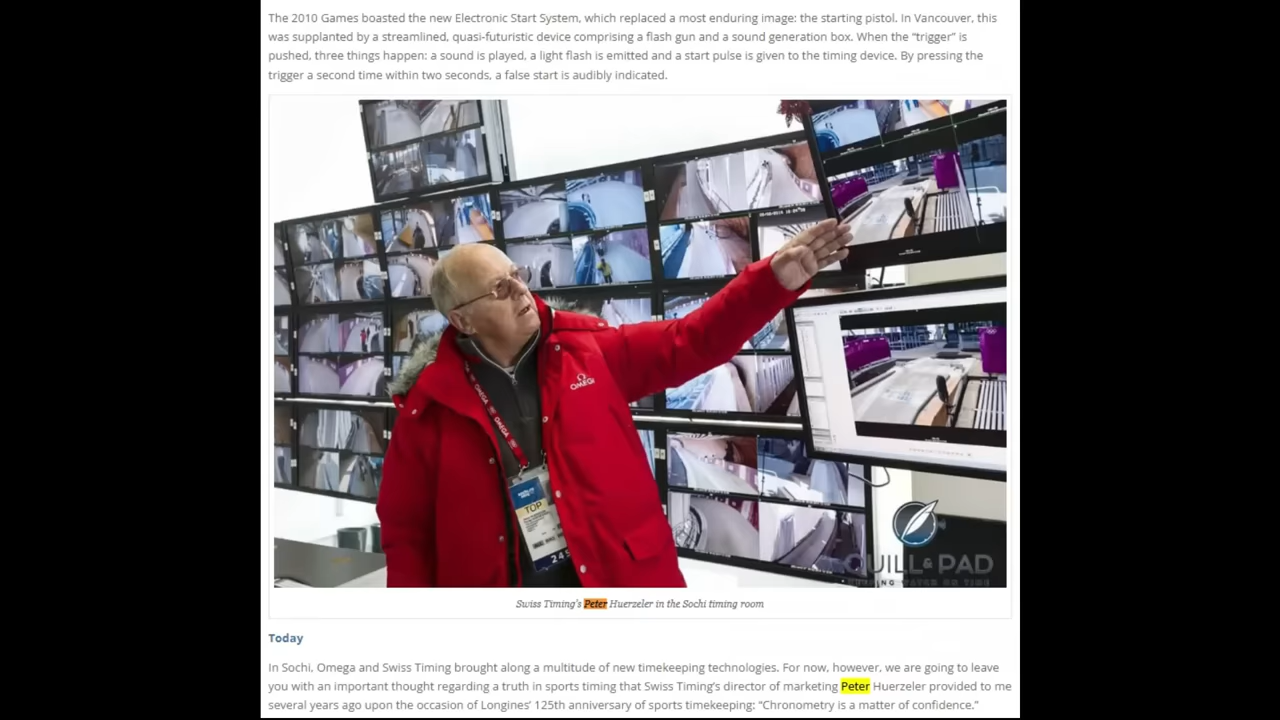 The 2010 Games boasted the new Electronic Start System, which replaced a most enduring image: the starting pistol. In Vancouver, this
was supplanted by a streamlined, quasi-futuristic device comprising a flash gun and a sound generation box. When the “trigger” is
pushed, three things happen: a sound is played, a light flash is emitted and a start pulse is given to the timing device. By pressing the
trigger a second time within two seconds, a false start is audibly indicated.
OMEGA
OMEGA
OMEGA
TOP
245
QUILL & PAD
Swiss Timing’s Peter Huerzeler in the Sochi timing room
Today
In Sochi, Omega and Swiss Timing brought along a multitude of new timekeeping technologies. For now, however, we are going to leave
you with an important thought regarding a truth in sports timing that Swiss Timing’s director of marketing Peter Huerzeler provided to me
several years ago upon the occasion of Longines’ 125th anniversary of sports timekeeping: “Chronometry is a matter of confidence.”